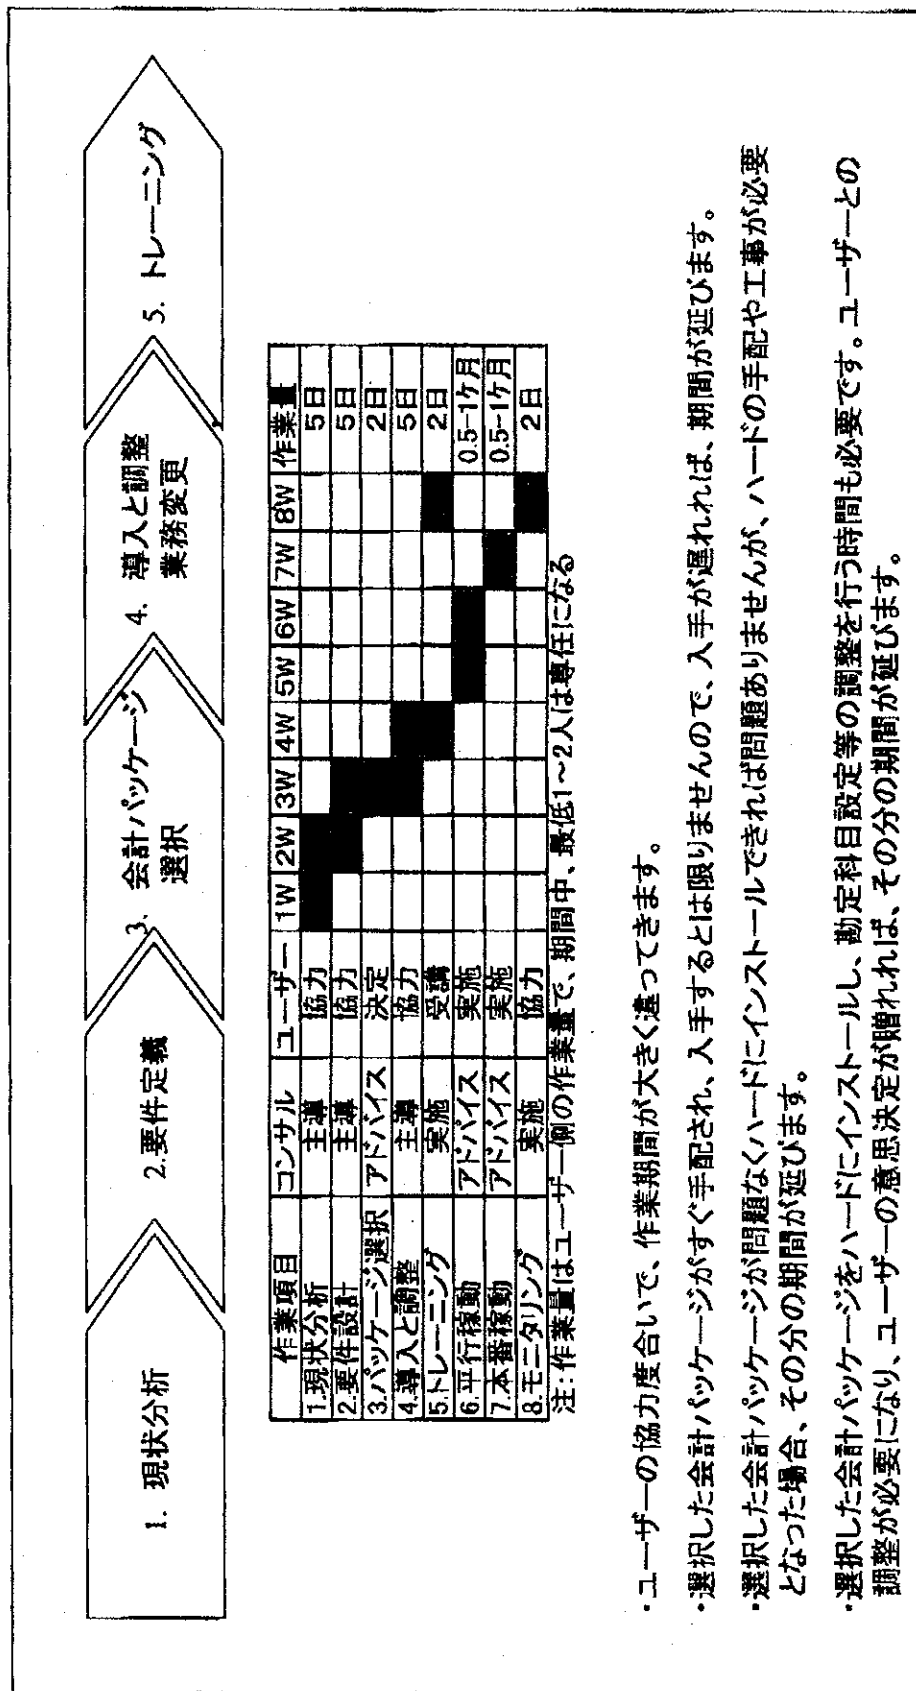 1. 現状分析
2.要件定義
3. 会計パッケージ
選択
4. 導入と調整
業務変更
5. トレーニング
作業項目 コンサル ユーザー 1W 2W 3W 4W 5W 6W 7W 8W 作業量
1.現状分析 主導 協力 5日
2.要件設計 主導 協力 5日
3.パッケージ選択 アドバイス 決定 2日
4.導入と調整 主導 協力 5日
5.トレーニング 実施 受講 2日
6.平行稼動 アドバイス 実施 0.5-1ケ月
7.本番稼動 アドバイス 実施 0.5-1ケ月
8.モニタリング 実施 協力 2日
注:作業量はユーザー側の作業量で、期間中、最低1~2人は専任になる
・ユーザーの協力度合いで、作業期間が大きく違ってきます。
・選択した会計パッケージがすぐ手配され、入手するとは限りませんので、入手が遅れれば、期間が延びます。
・選択した会計パッケージが問題なくハードにインストールできれば問題ありませんが、ハードの手配や工事が必要
となった場合、その分の期間が延びます。
・選択した会計パッケージをハードにインストールし、勘定科目設定等の調整を行う時間も必要です。ユーザーとの
調整が必要になり、ユーザーの意思決定が贈れれば、その分の期間が延びます。